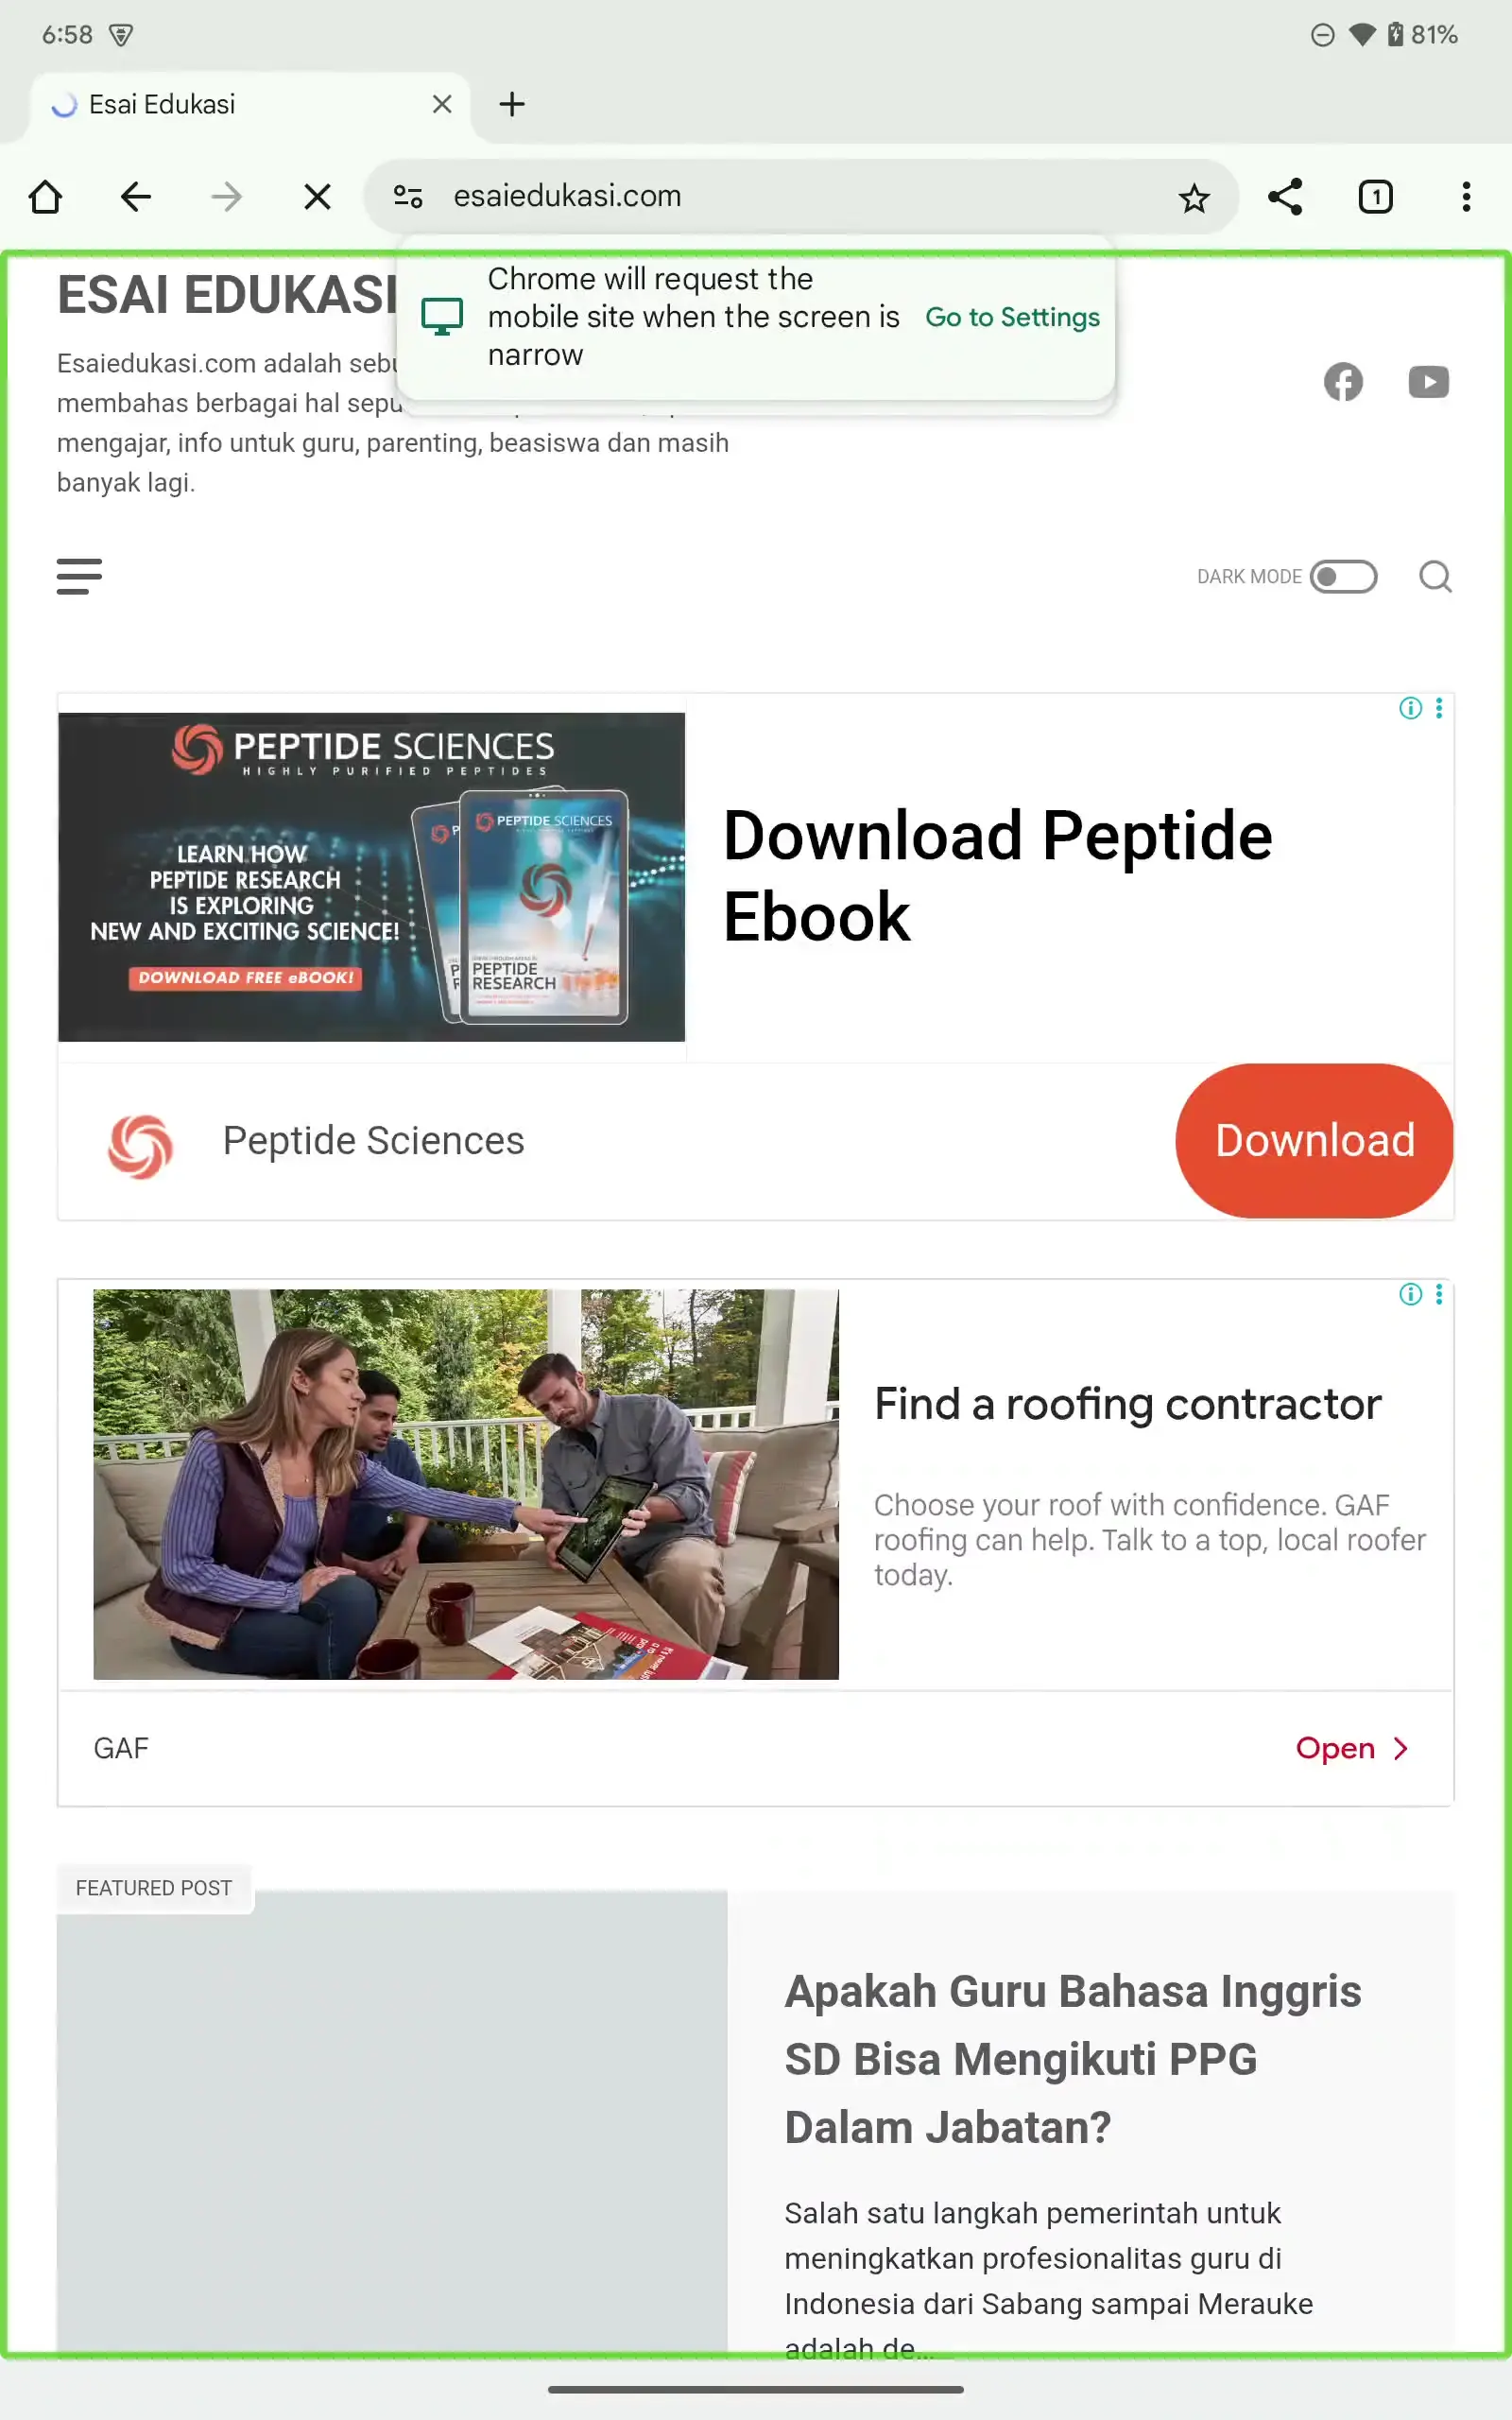 6:58
81%
Esai Edukasi
esaiedukasi.com
1
Chrome will request the
mobile site when the screen is
narrow
Go to Settings
ESAI EDUKASI
Esaiedukasi.com adalah
membahas berbagai hal
mengajar, info untuk guru, parenting, beasiswa dan masih
banyak lagi.
DARK MODE
PEPTIDE SCIENCES
HIGHLY PURIFIED PEPTIDES
LEARN HOW
PEPTIDE RESEARCH
IS EXPLORING
NEW AND EXCITING SCIENCE!
DOWNLOAD FREE eBOOK!
PEPTIDE SCIENCES
PEPTIDE
RESEARCH
Download Peptide
Ebook
Peptide Sciences
Download
Find a roofing contractor
Choose your roof with confidence. GAF
roofing can help. Talk to a top, local roofer
today.
GAF
Open
FEATURED POST
Apakah Guru Bahasa Inggris
SD Bisa Mengikuti PPG
Dalam Jabatan?
Salah satu langkah pemerintah untuk
meningkatkan profesionalitas guru di
Indonesia dari Sabang sampai Merauke
adalah de...